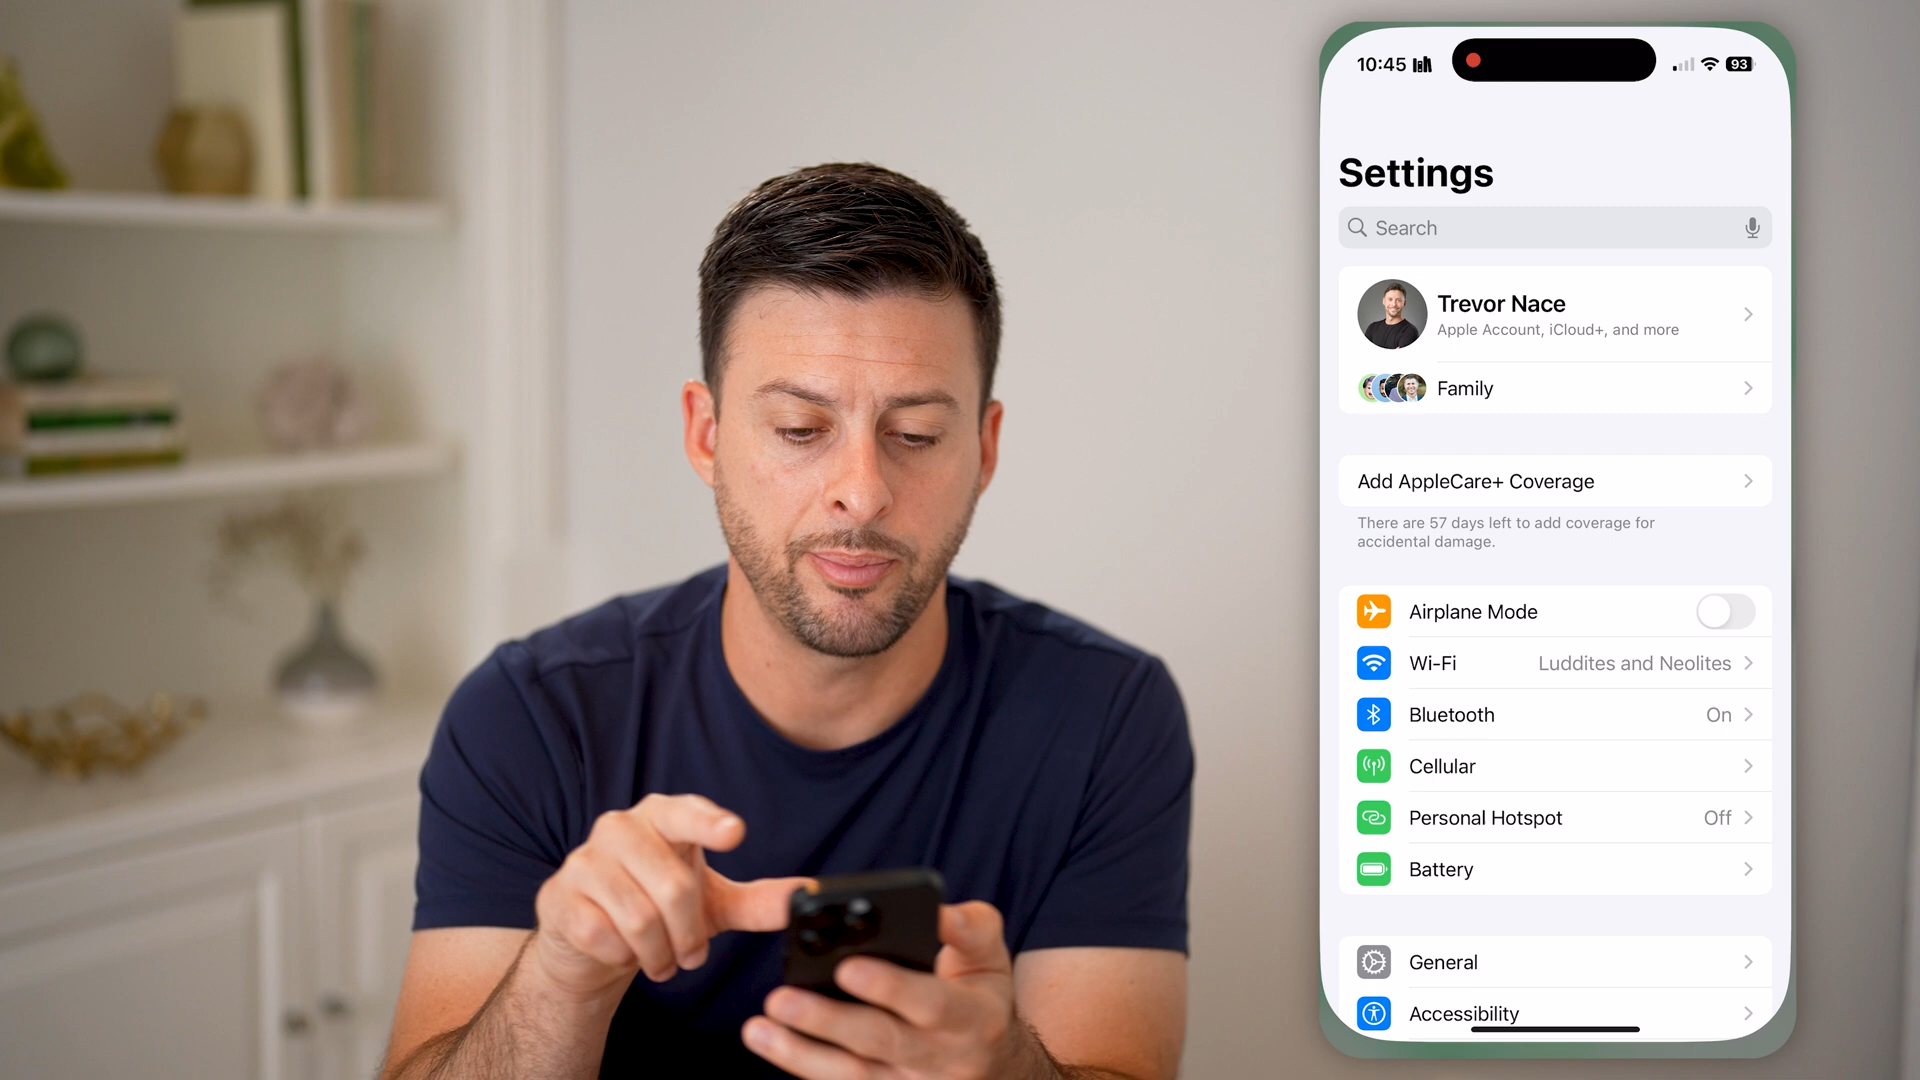 10:45
93
Settings
Search
Trevor Nace
Apple Account, iCloud+, and more
Family
Add AppleCare+ Coverage
There are 57 days left to add coverage for
accidental damage.
Airplane Mode
Wi-Fi Luddites and Neolites
Bluetooth On
Cellular
Personal Hotspot Off
Battery
General
Accessibility